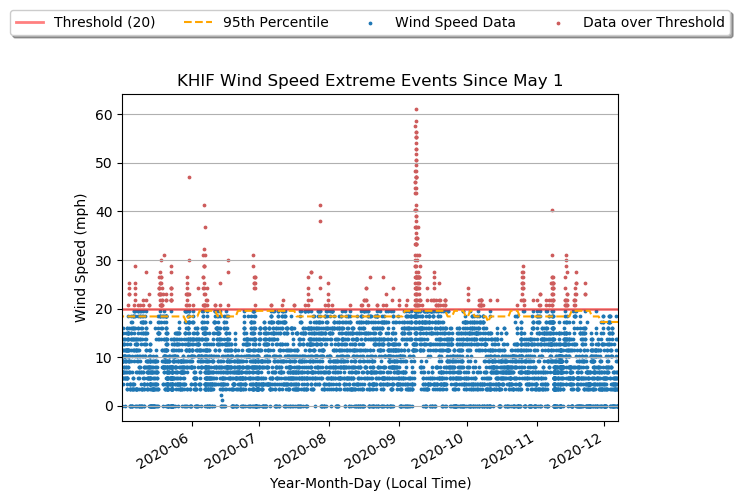 Threshold (20) 95th Percentile Wind Speed Data Data over Threshold
KHIF Wind Speed Extreme Events Since May 1
Wind Speed (mph)
60
50
40
30
20
10
0
2020-06 2020-07 2020-08 2020-09 2020-10 2020-11 2020-12
Year-Month-Day (Local Time)